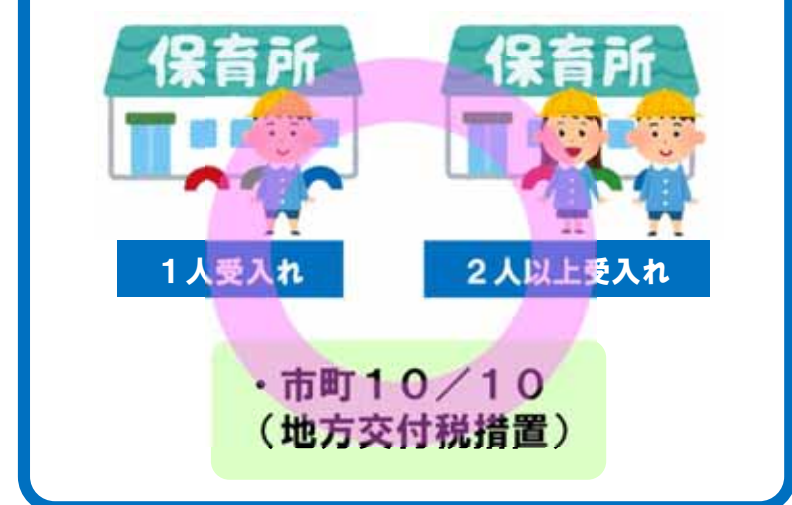 保育所
保育所
1人受入れ
2人以上受入れ
・市町10／10
（地方交付税措置）